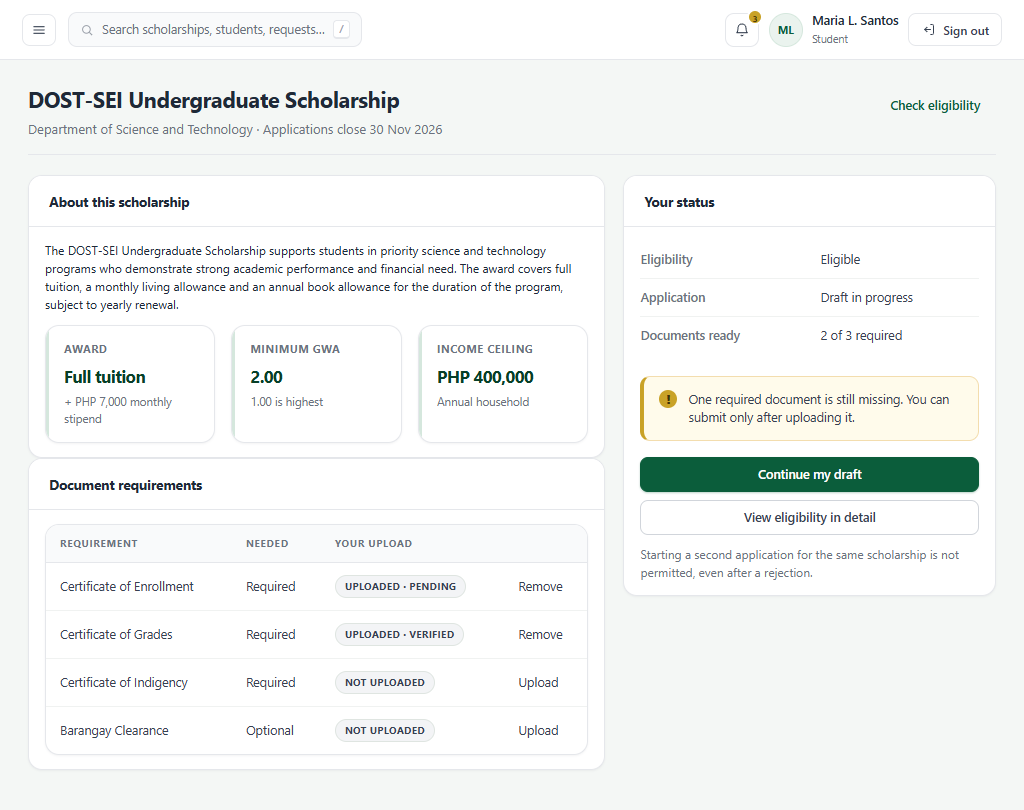 Search scholarships, students, requests... /
3
ML
Maria L. Santos
Student
Sign out
DOST-SEI Undergraduate Scholarship
Department of Science and Technology · Applications close 30 Nov 2026
Check eligibility
About this scholarship
The DOST-SEI Undergraduate Scholarship supports students in priority science and technology
programs who demonstrate strong academic performance and financial need. The award covers full
tuition, a monthly living allowance and an annual book allowance for the duration of the program,
subject to yearly renewal.
AWARD
Full tuition
+ PHP 7,000 monthly
stipend
MINIMUM GWA
2.00
1.00 is highest
INCOME CEILING
PHP 400,000
Annual household
Document requirements
REQUIREMENT NEEDED YOUR UPLOAD
Certificate of Enrollment Required UPLOADED · PENDING Remove
Certificate of Grades Required UPLOADED · VERIFIED Remove
Certificate of Indigency Required NOT UPLOADED Upload
Barangay Clearance Optional NOT UPLOADED Upload
Your status
Eligibility Eligible
Application Draft in progress
Documents ready 2 of 3 required
! One required document is still missing. You can
submit only after uploading it.
Continue my draft
View eligibility in detail
Starting a second application for the same scholarship is not
permitted, even after a rejection.